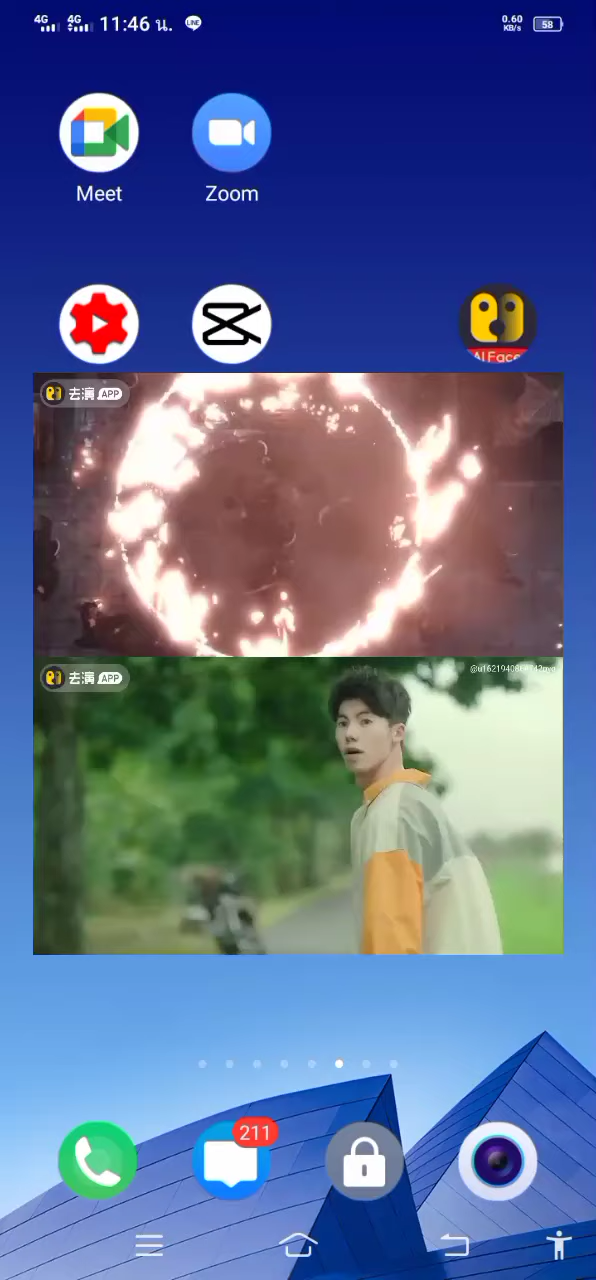 4G 4G 11:46 น. LINE 0.60 KB/s 58
Meet Zoom
AI Face
去演 APP
去演 APP
211